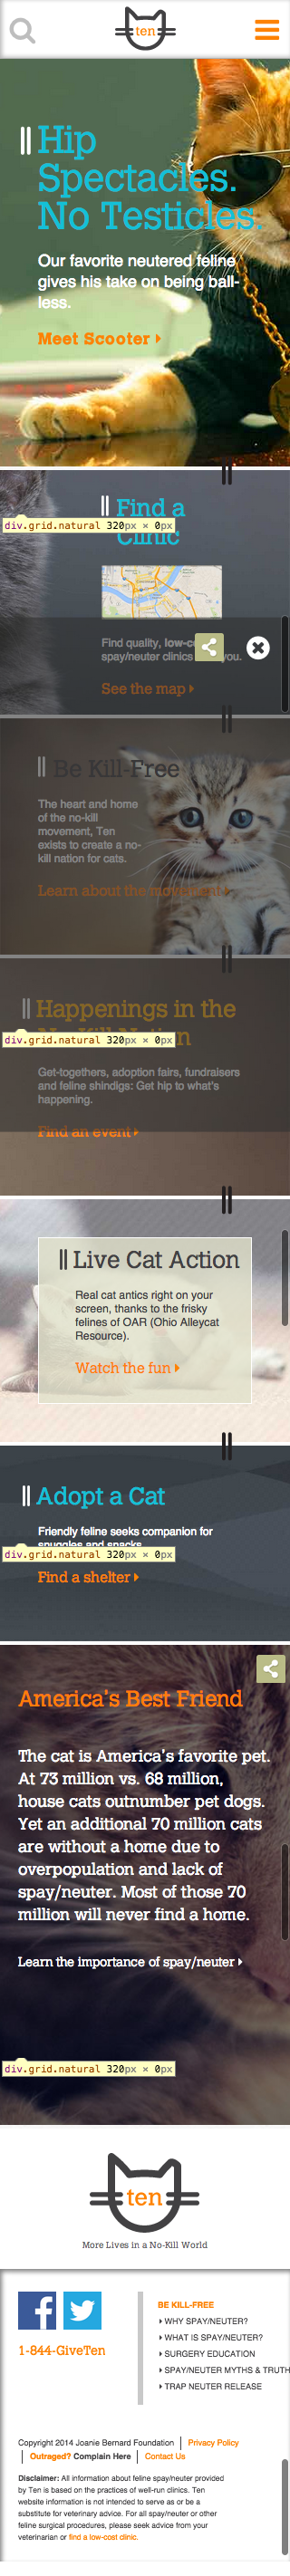 ten
Hip
Spectacles.
No Testicles.
Our favorite neutered feline
gives his take on being ball-
less.
Meet Scooter
Find a
Clinic
div.grid.natural 320px × 0px
Find quality, low-c
spay/neuter clinics you.
See the map
Be Kill-Free
The heart and home
of the no-kill
movement, Ten
exists to create a no-
kill nation for cats.
Learn about the movement
Happenings in the
No-Kill Nation
div.grid.natural 320px × 0px
Get-togethers, adoption fairs, fundraisers
and feline shindigs: Get hip to what's
happening.
Find an event
Live Cat Action
Real cat antics right on your
screen, thanks to the frisky
felines of OAR (Ohio Alleycat
Resource).
Watch the fun
Adopt a Cat
Friendly feline seeks companion for
snuggles and snacks.
div.grid.natural 320px × 0px
Find a shelter
America's Best Friend
The cat is America's favorite pet.
At 73 million vs. 68 million,
house cats outnumber pet dogs.
Yet an additional 70 million cats
are without a home due to
overpopulation and lack of
spay/neuter. Most of those 70
million will never find a home.
Learn the importance of spay/neuter
div.grid.natural 320px × 0px
ten
More Lives in a No-Kill World
1-844-GiveTen
BE KILL-FREE
WHY SPAY/NEUTER?
WHAT IS SPAY/NEUTER?
SURGERY EDUCATION
SPAY/NEUTER MYTHS & TRUTH
TRAP NEUTER RELEASE
Copyright 2014 Joanie Bernard Foundation | Privacy Policy
| Outraged? Complain Here | Contact Us
Disclaimer: All information about feline spay/neuter provided
by Ten is based on the practices of well-run clinics. Ten
website information is not intended to serve as or be a
substitute for veterinary advice. For all spay/neuter or other
feline surgical procedures, please seek advice from your
veterinarian or find a low-cost clinic.